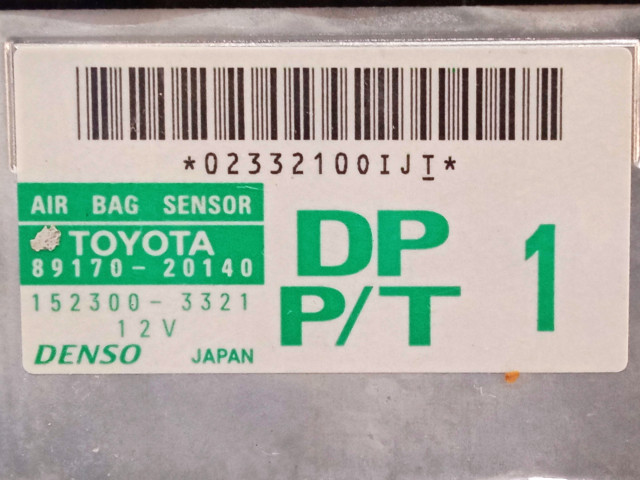 *02332100IJT*
AIR BAG SENSOR
TOYOTA
89170-20140
152300-3321
12V
DENSO JAPAN
DP
P/T
1